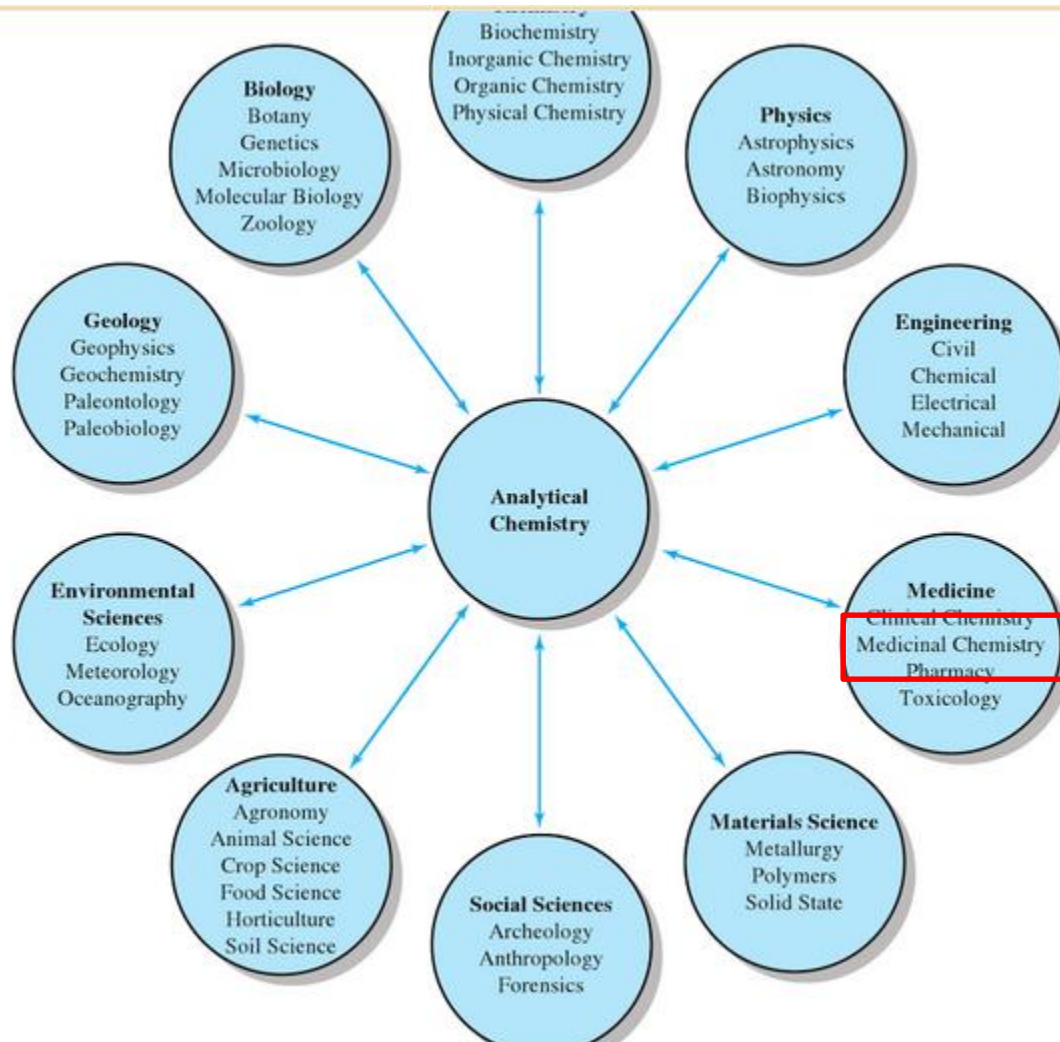 Biochemistry
Inorganic Chemistry
Organic Chemistry
Physical Chemistry
Biology
Botany
Genetics
Microbiology
Molecular Biology
Zoology
Physics
Astrophysics
Astronomy
Biophysics
Geology
Geophysics
Geochemistry
Paleontology
Paleobiology
Engineering
Civil
Chemical
Electrical
Mechanical
Analytical
Chemistry
Environmental
Sciences
Ecology
Meteorology
Oceanography
Medicine
Clinical Chemistry
Medicinal Chemistry
Pharmacy
Toxicology
Agriculture
Agronomy
Animal Science
Crop Science
Food Science
Horticulture
Soil Science
Social Sciences
Archeology
Anthropology
Forensics
Materials Science
Metallurgy
Polymers
Solid State